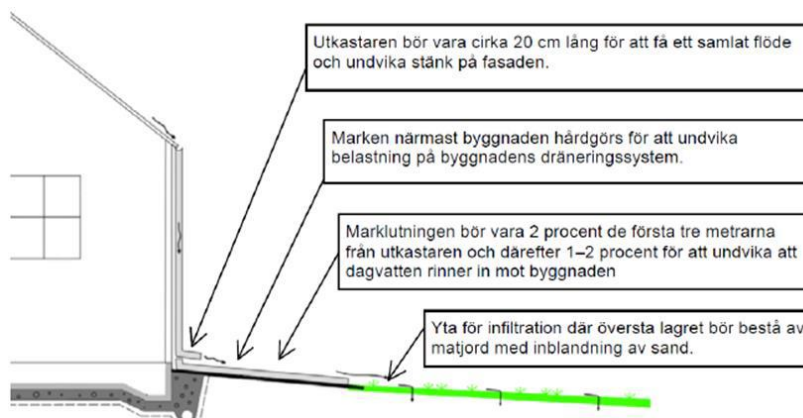 Utkastaren bör vara cirka 20 cm lång för att få ett samlat flöde
och undvika stänk på fasaden.
Marken närmast byggnaden hårdgörs för att undvika
belastning på byggnadens dräneringssystem.
Marklutningen bör vara 2 procent de första tre metrarna
från utkastaren och därefter 1–2 procent för att undvika att
dagvatten rinner in mot byggnaden
Yta för infiltration där översta lagret bör bestå av
matjord med inblandning av sand.